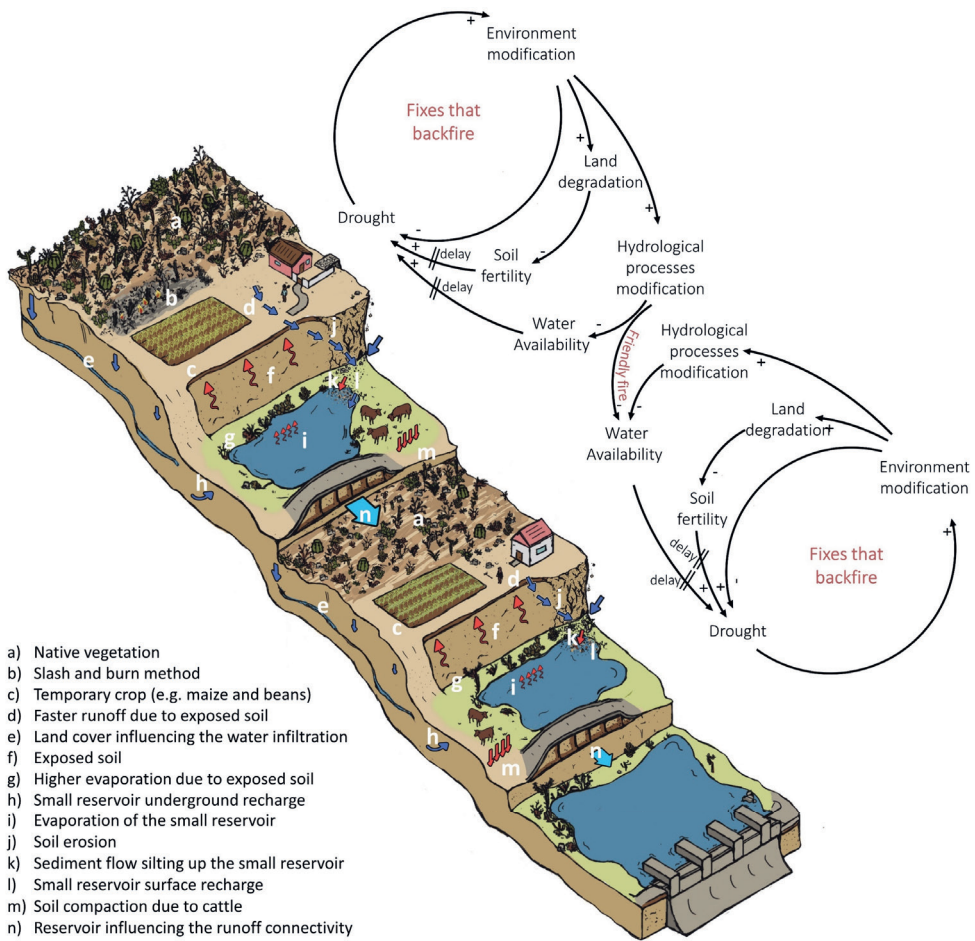 +
Environment
modification
Fixes that
backfire
+
Land
degradation
+
Drought
-
+
+
delay
delay
-
Soil
fertility
Hydrological
processes
modification
-
Water
Availability
Friendly fire
Hydrological
processes
modification
+
-
-
Water
Availability
Land
degradation
+
Environment
modification
-
Soil
fertility
delay
delay
+
+
-
Fixes that
backfire
+
Drought
a
b
d
j
e
c
f
k
l
g
i
m
h
n
a
d
e
c
f
j
k
l
g
i
h
m
n
a) Native vegetation
b) Slash and burn method
c) Temporary crop (e.g. maize and beans)
d) Faster runoff due to exposed soil
e) Land cover influencing the water infiltration
f) Exposed soil
g) Higher evaporation due to exposed soil
h) Small reservoir underground recharge
i) Evaporation of the small reservoir
j) Soil erosion
k) Sediment flow silting up the small reservoir
l) Small reservoir surface recharge
m) Soil compaction due to cattle
n) Reservoir influencing the runoff connectivity